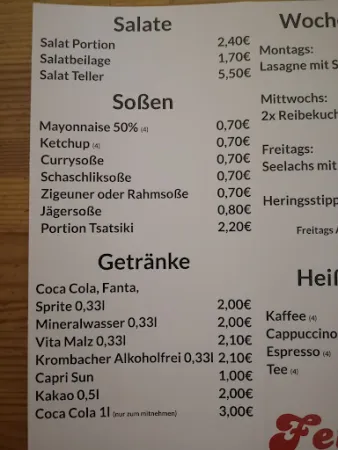 Salate
Salat Portion 2,40€
Salatbeilage 1,70€
Salat Teller 5,50€
Soßen
Mayonnaise 50% (4) 0,70€
Ketchup (4) 0,70€
Currysoße 0,70€
Schaschliksoße 0,70€
Zigeuner oder Rahmsoße 0,70€
Jägersoße 0,80€
Portion Tsatsiki 2,20€
Getränke
Coca Cola, Fanta,
Sprite 0,33l 2,00€
Mineralwasser 0,33l 2,00€
Vita Malz 0,33l 2,10€
Krombacher Alkoholfrei 0,33l 2,10€
Capri Sun 1,00€
Kakao 0,5l 2,00€
Coca Cola 1l (nur zum mitnehmen) 3,00€
Woche
Montags:
Lasagne mit S
Mittwochs:
2x Reibekuch
Freitags:
Seelachs mit
Heringsstipp
Freitags A
Heiß
Kaffee (4)
Cappuccino
Espresso (4)
Tee (4)
Fe